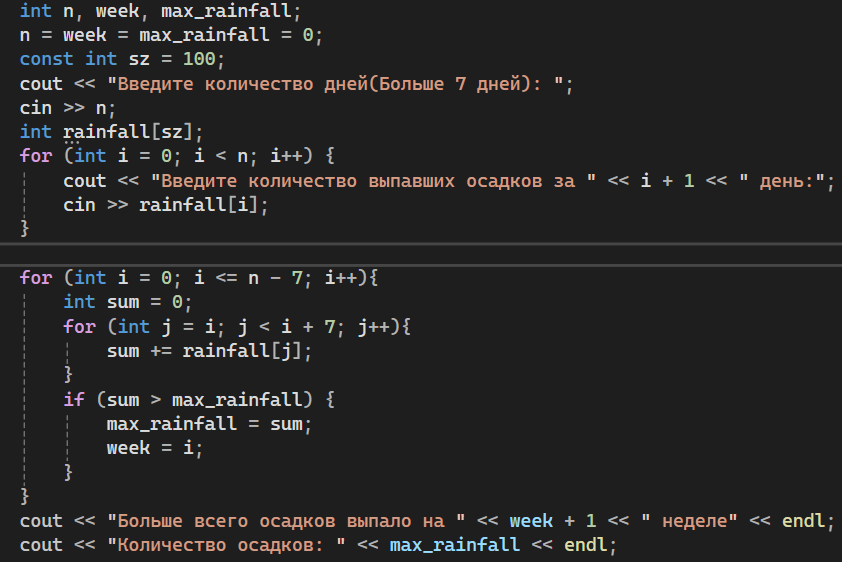 int n, week, max_rainfall;
n = week = max_rainfall = 0;
const int sz = 100;
cout << "Введите количество дней(Больше 7 дней): ";
cin >> n;
int rainfall[sz];
for (int i = 0; i < n; i++) {
cout << "Введите количество выпавших осадков за " << i + 1 << " день:";
cin >> rainfall[i];
}
for (int i = 0; i <= n - 7; i++){
int sum = 0;
for (int j = i; j < i + 7; j++){
sum += rainfall[j];
}
if (sum > max_rainfall) {
max_rainfall = sum;
week = i;
}
}
cout << "Больше всего осадков выпало на " << week + 1 << " неделе" << endl;
cout << "Количество осадков: " << max_rainfall << endl;